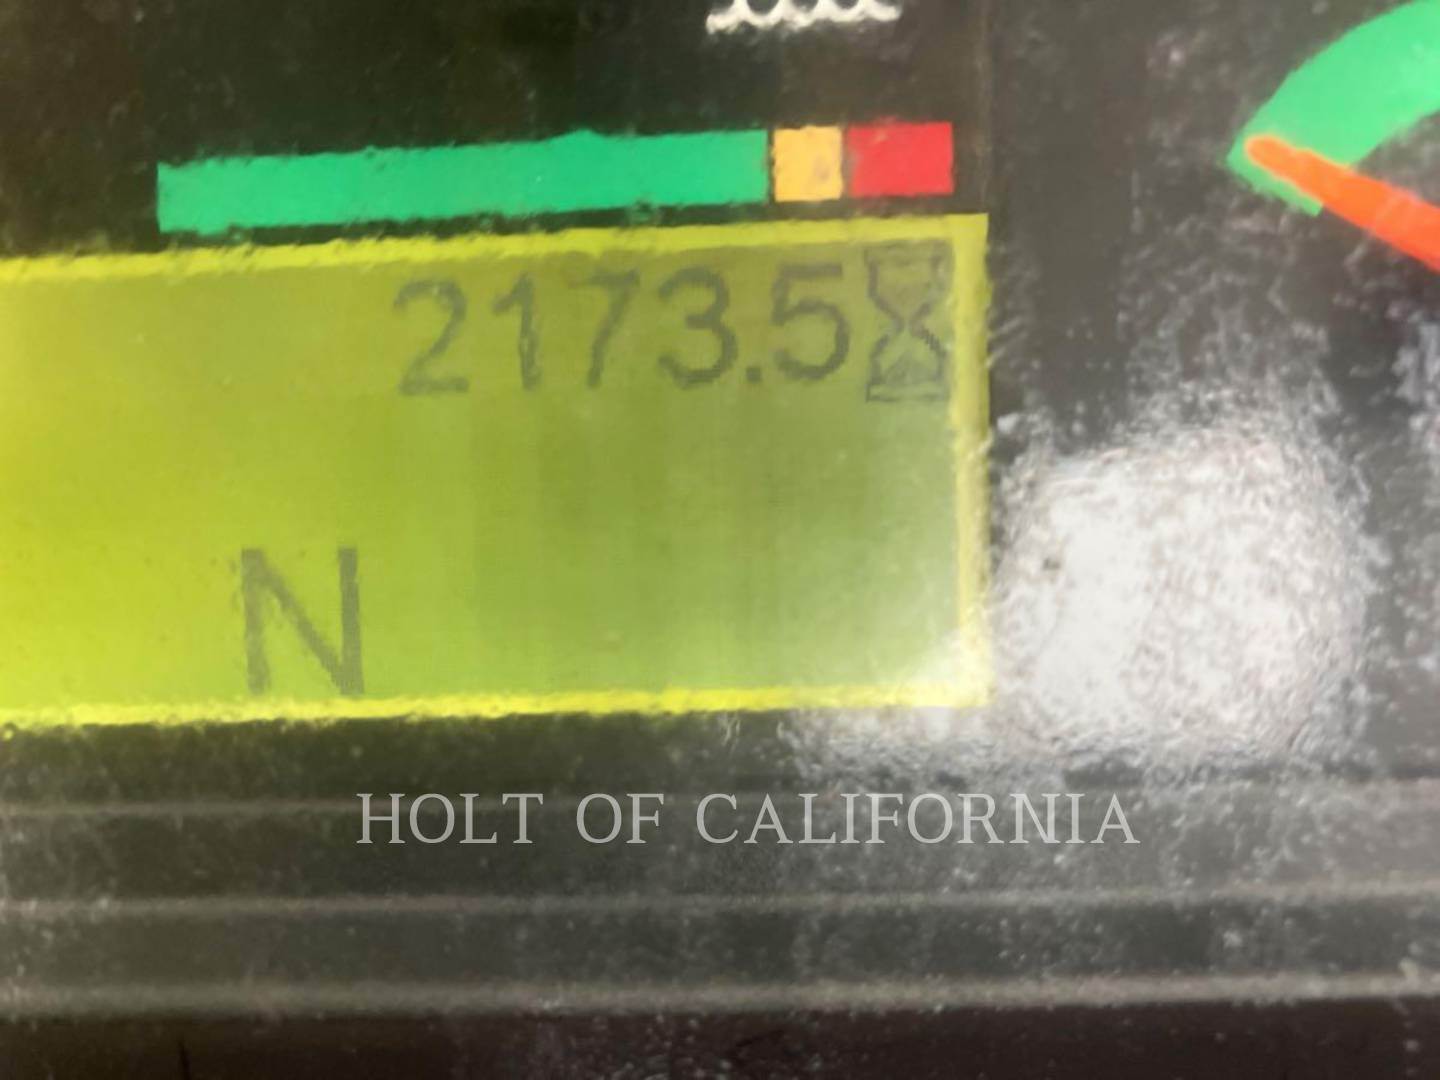 2173.5
N
HOLT OF CALIFORNIA